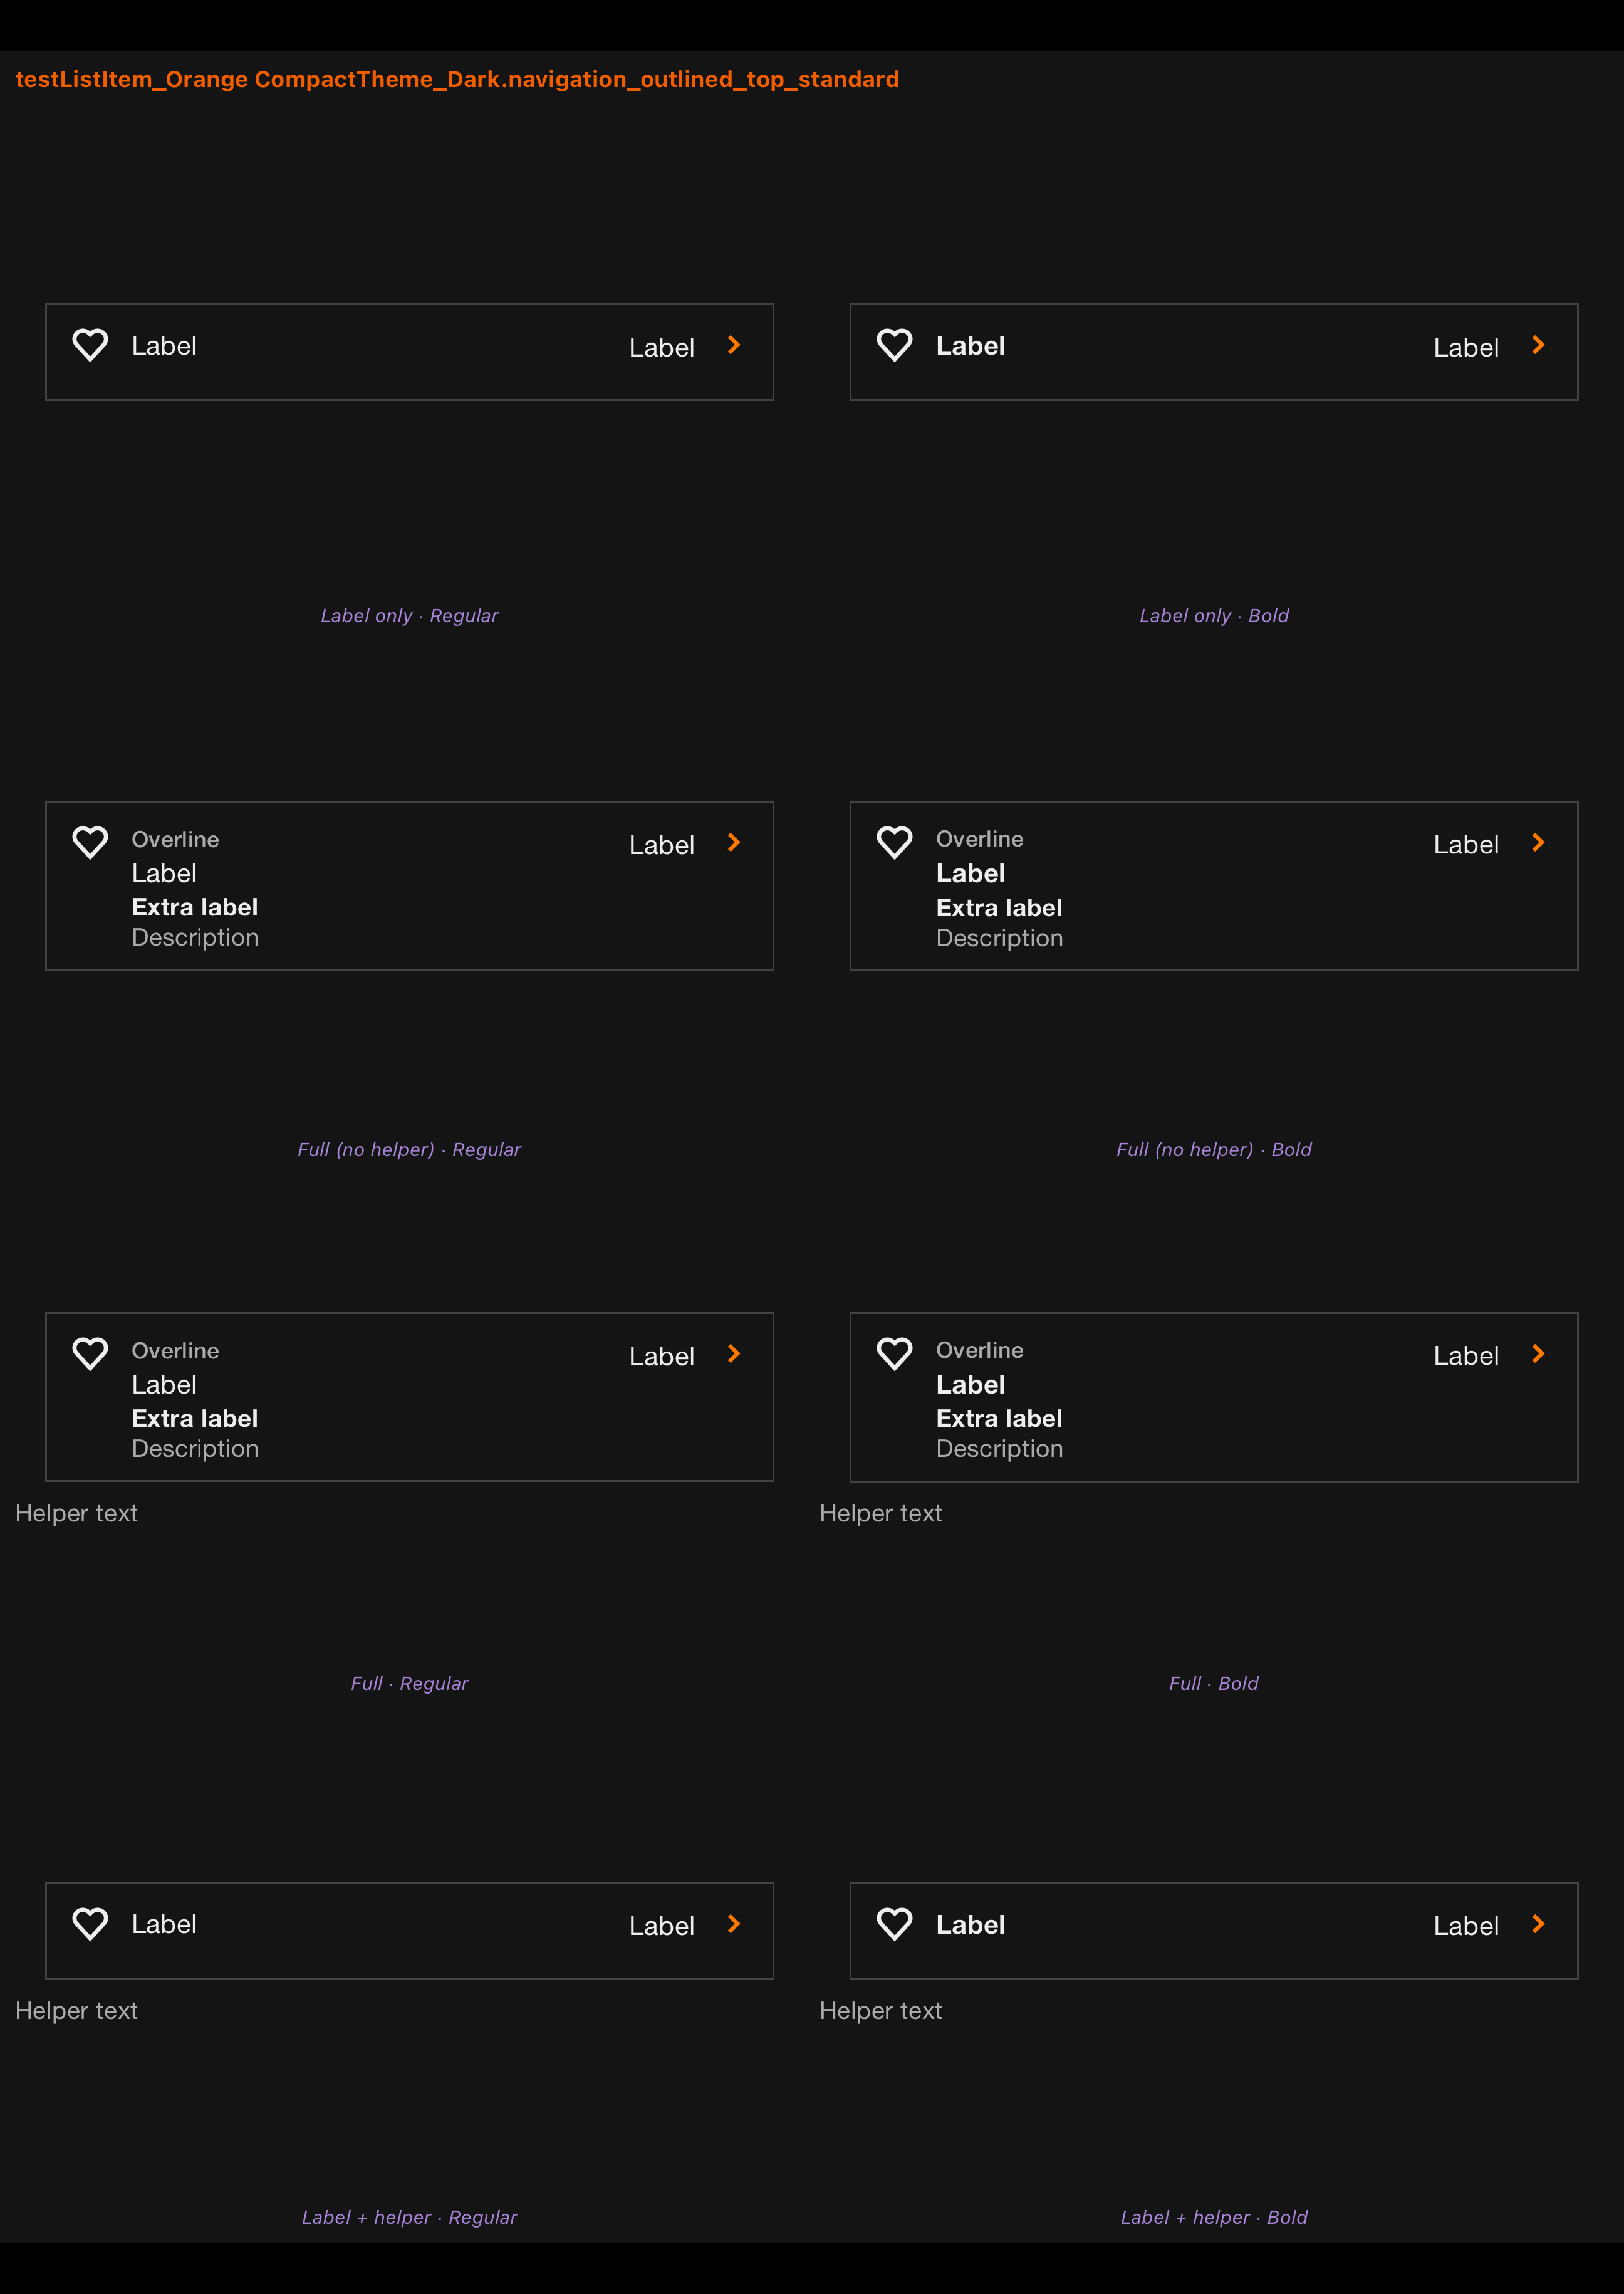 testListItem_Orange CompactTheme_Dark.navigation_outlined_top_standard
Label Label
Label Label
Label only · Regular
Label only · Bold
Overline
Label
Label
Extra label
Description
Overline
Label
Label
Extra label
Description
Full (no helper) · Regular
Full (no helper) · Bold
Overline
Label
Label
Extra label
Description
Helper text
Overline
Label
Label
Extra label
Description
Helper text
Full · Regular
Full · Bold
Label Label
Helper text
Label Label
Helper text
Label + helper · Regular
Label + helper · Bold